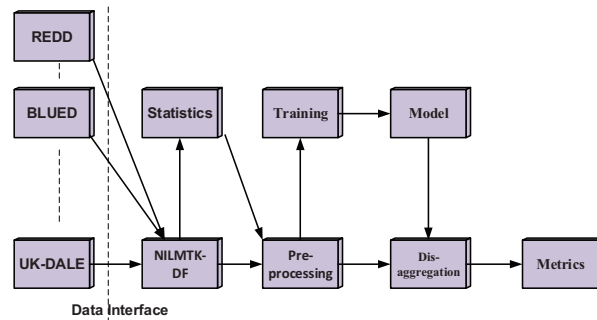 REDD
BLUED
Statistics
Training
Model
UK-DALE
NILMTK-
DF
Pre-
processing
Dis-
aggregation
Metrics
Data Interface